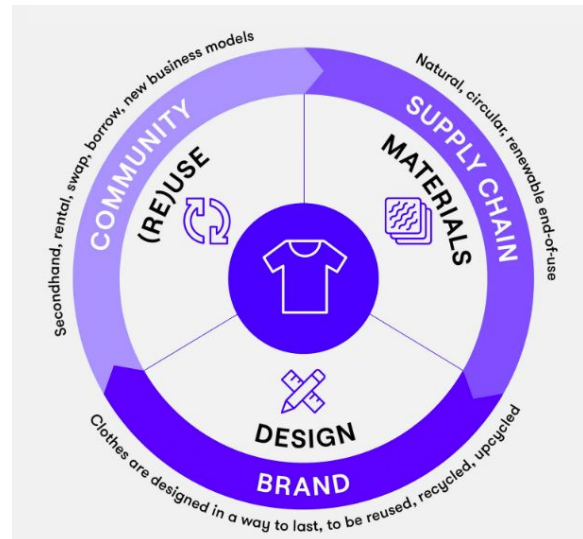 Secondhand, rental, swap, borrow, new business models
COMMUNITY
(RE)USE
Natural, circular, renewable end-of-use
SUPPLY CHAIN
MATERIALS
DESIGN
BRAND
Clothes are designed in a way to last, to be reused, recycled, upcycled